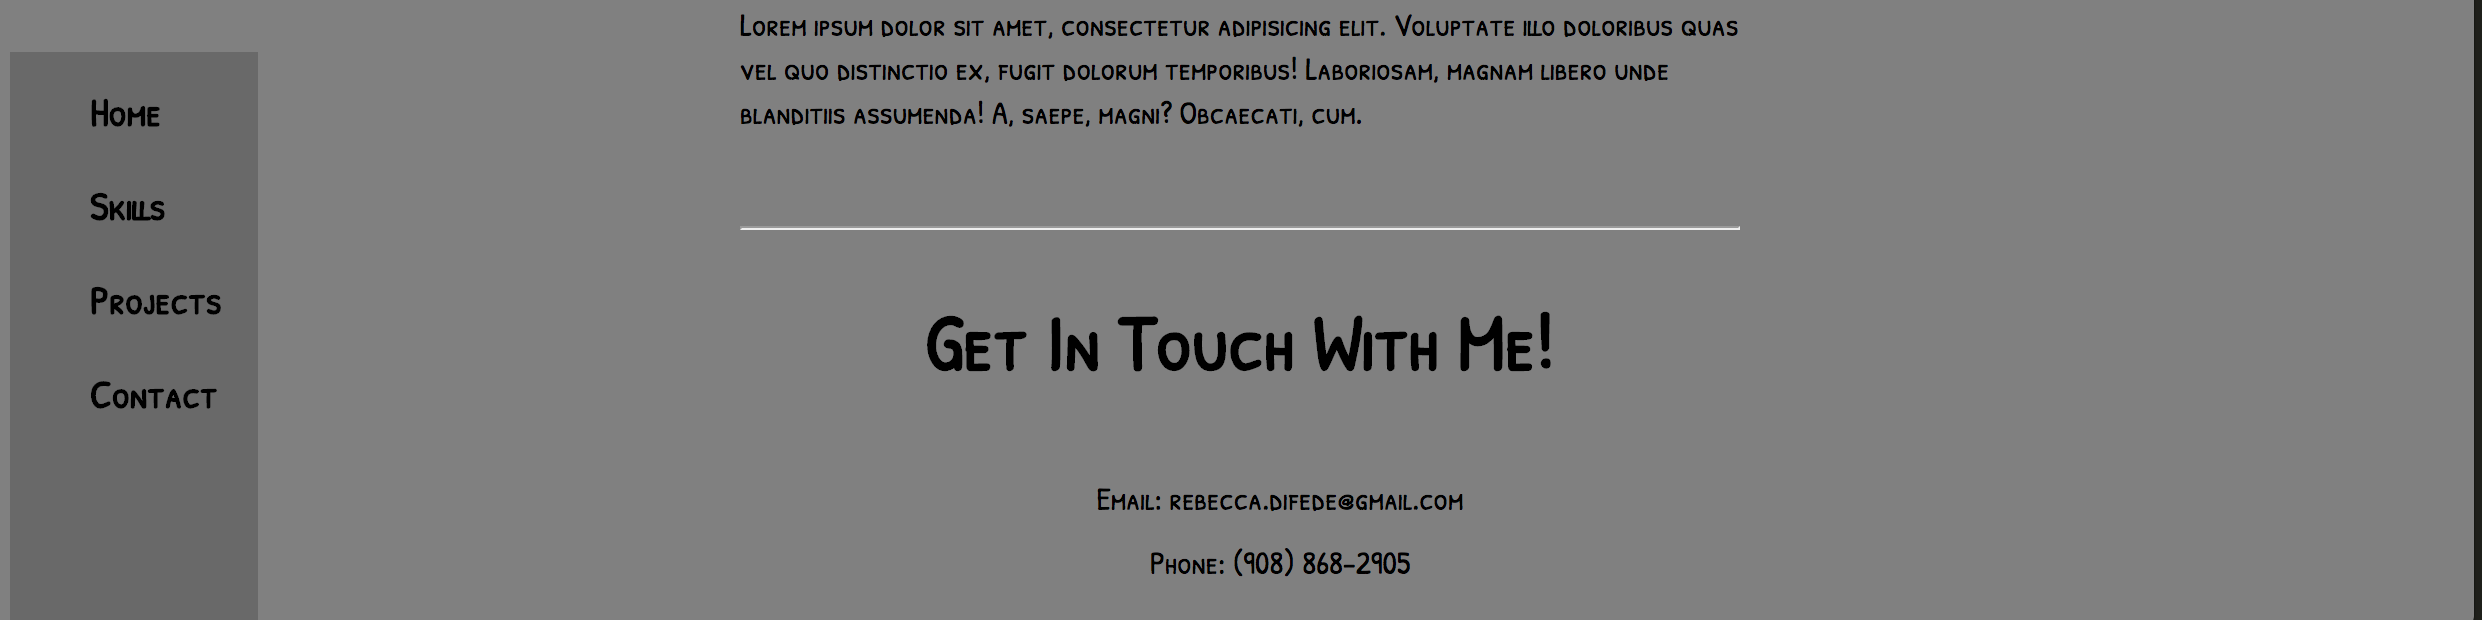 Lorem ipsum dolor sit amet, consectetur adipisicing elit. Voluptate illo doloribus quas
vel quo distinctio ex, fugit dolorum temporibus! Laboriosam, magnam libero unde
blanditiis assumenda! A, saepe, magni? Obcaecati, cum.
Home
Skills
Projects
Contact
Get In Touch With Me!
Email: rebecca.difede@gmail.com
Phone: (908) 868-2905